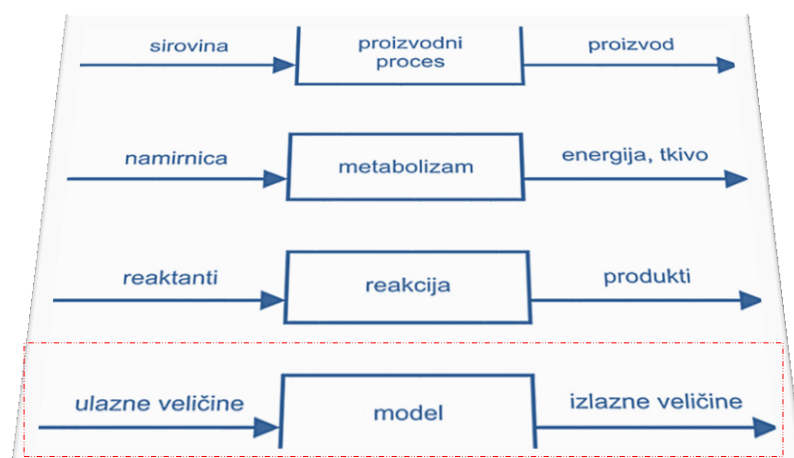 sirovina
proizvodni
proces
proizvod
namirnica
metabolizam
energija, tkivo
reaktanti
reakcija
produkti
ulazne veličine
model
izlazne veličine